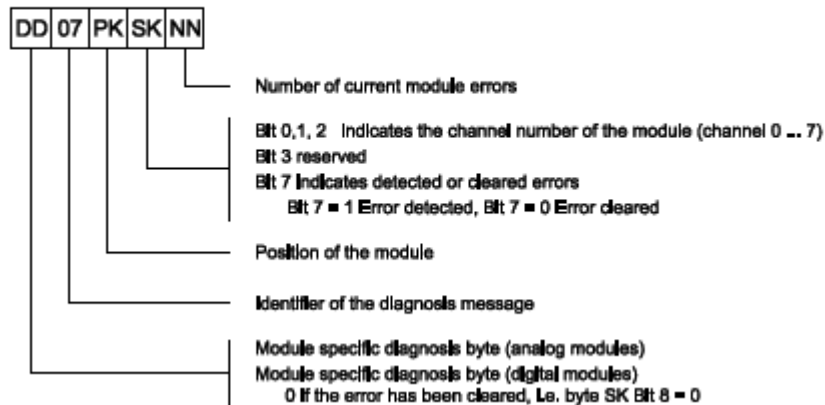 DD 07 PK SK NN
Number of current module errors
Bit 0,1, 2 Indicates the channel number of the module (channel 0 ... 7)
Bit 3 reserved
Bit 7 Indicates detected or cleared errors
Bit 7 = 1 Error detected, Bit 7 = 0 Error cleared
Position of the module
Identifier of the diagnosis message
Module specific diagnosis byte (analog modules)
Module specific diagnosis byte (digital modules)
0 If the error has been cleared, i.e. byte SK Bit 8 = 0